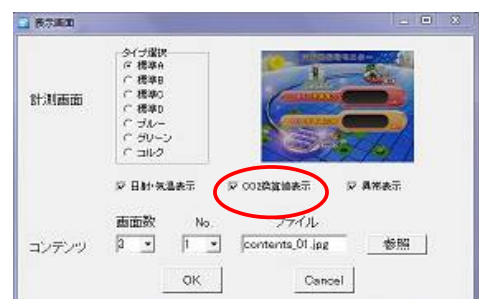 表示画面
タイプ選択
標準A
標準B
標準C
標準D
ブルー
グリーン
コルク
計測画面
日射・気温表示
CO2換算値表示
異常表示
画面数
No.
ファイル
コンテンツ
3
1
contents_01.jpg
参照
OK
Cancel